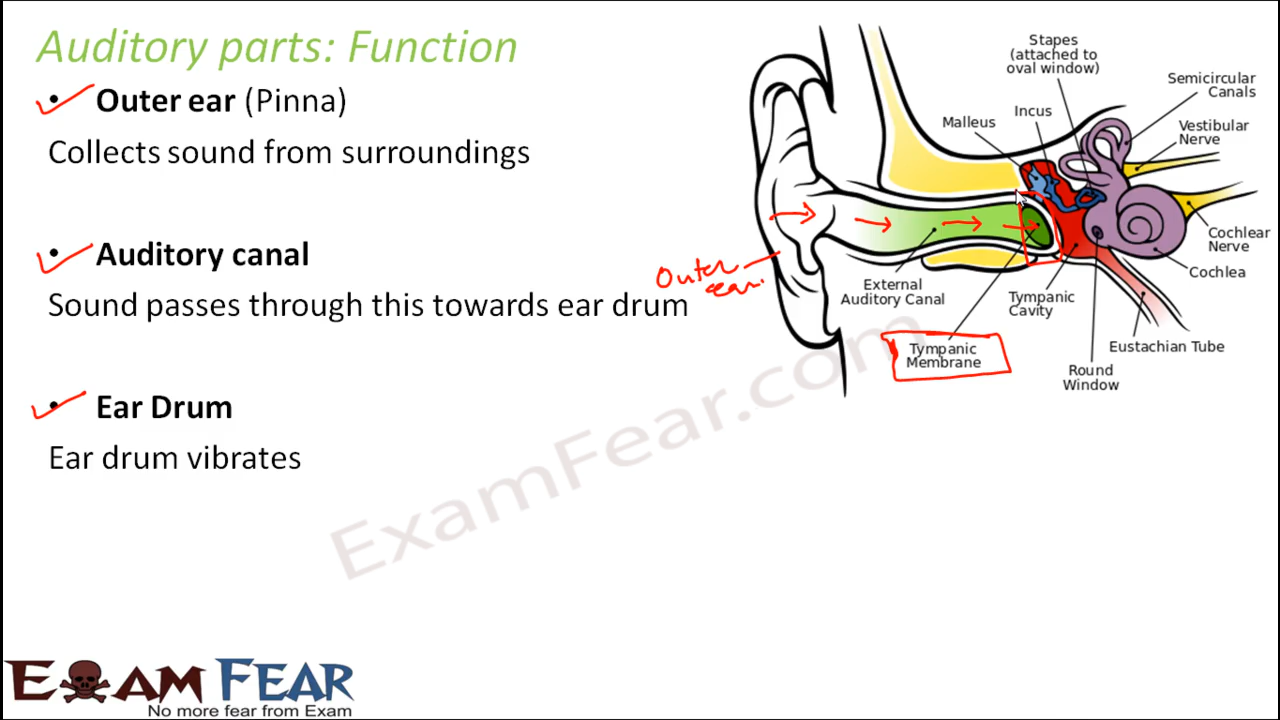 Auditory parts: Function
• Outer ear (Pinna)
Collects sound from surroundings
• Auditory canal
Sound passes through this towards ear drum
• Ear Drum
Ear drum vibrates
Stapes
(attached to
oval window)
Semicircular
Canals
Incus
Malleus
Vestibular
Nerve
Cochlear
Nerve
Cochlea
Outer
ear.
External
Auditory Canal
Tympanic
Cavity
Eustachian Tube
Tympanic
Membrane
Round
Window
ExamFear.com
EXAM FEAR
No more fear from Exam